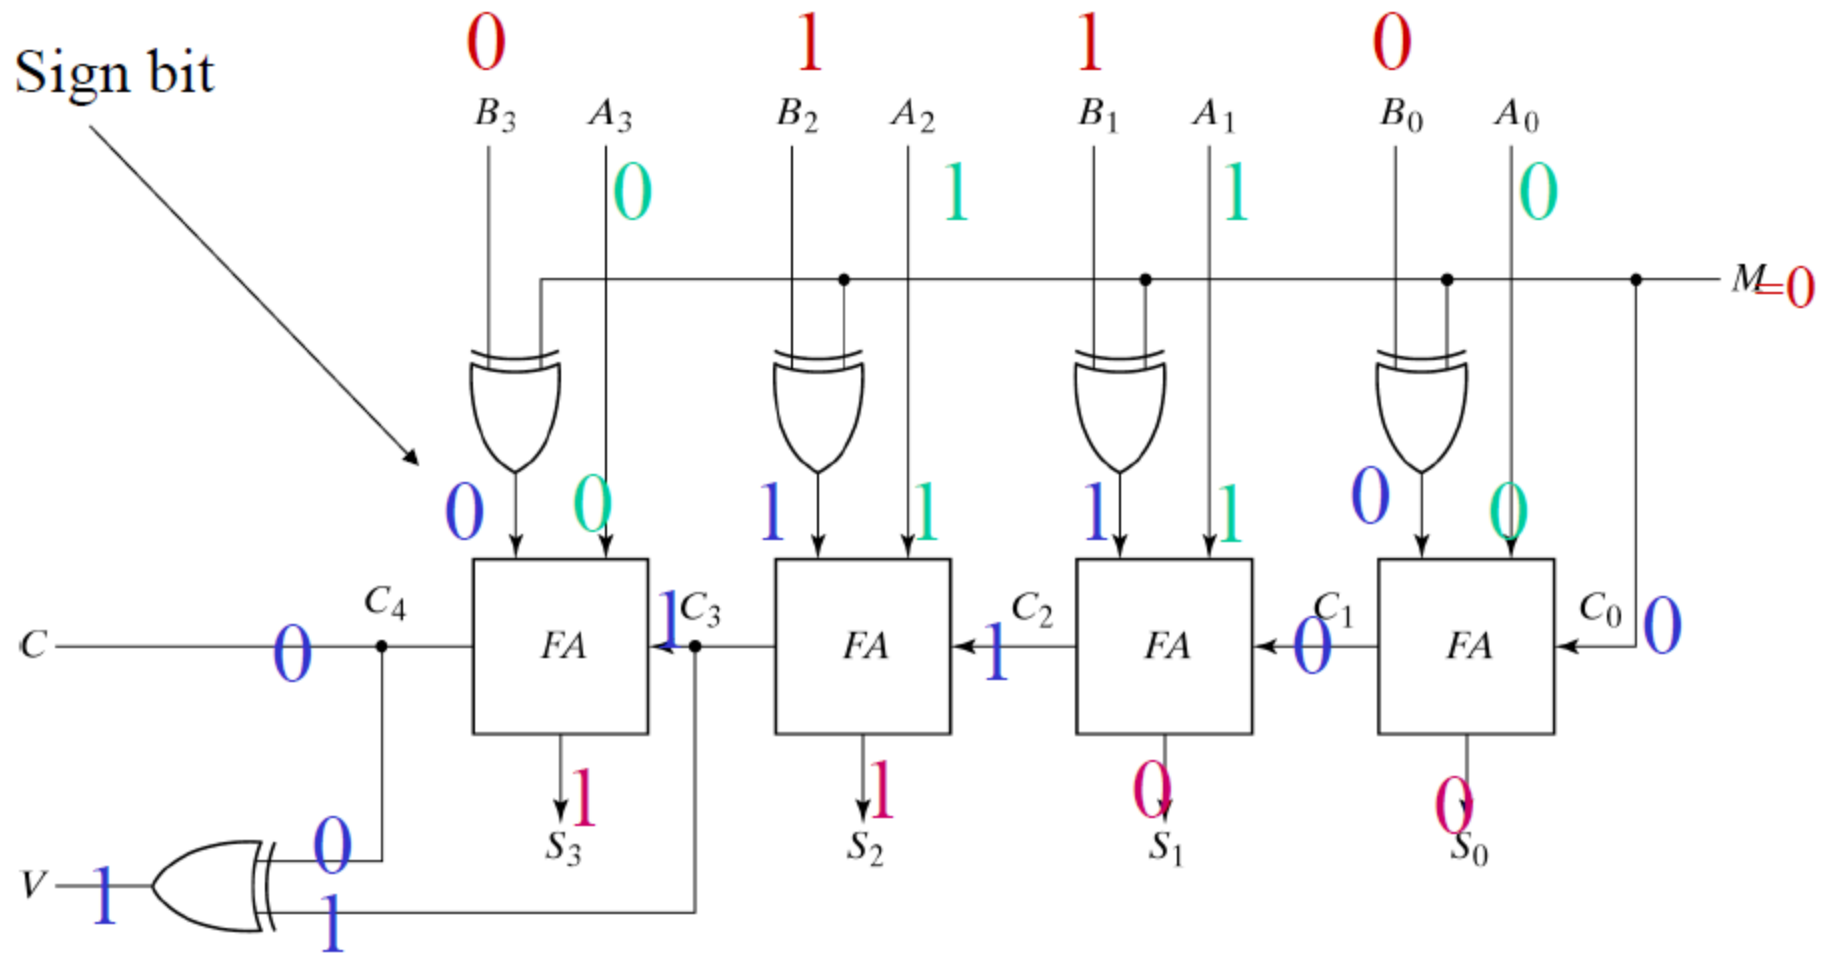 0 1 1 0
Sign bit
B3 A3 B2 A2 B1 A1 B0 A0
0 1 1 0
M=0
0 0 1 1 1 1 0 0
C4 1 C3 C2 C1 C0 0
C 0 FA FA 1 FA 0 FA
1 1 0 0
S3 S2 S1 S0
0
V 1
1